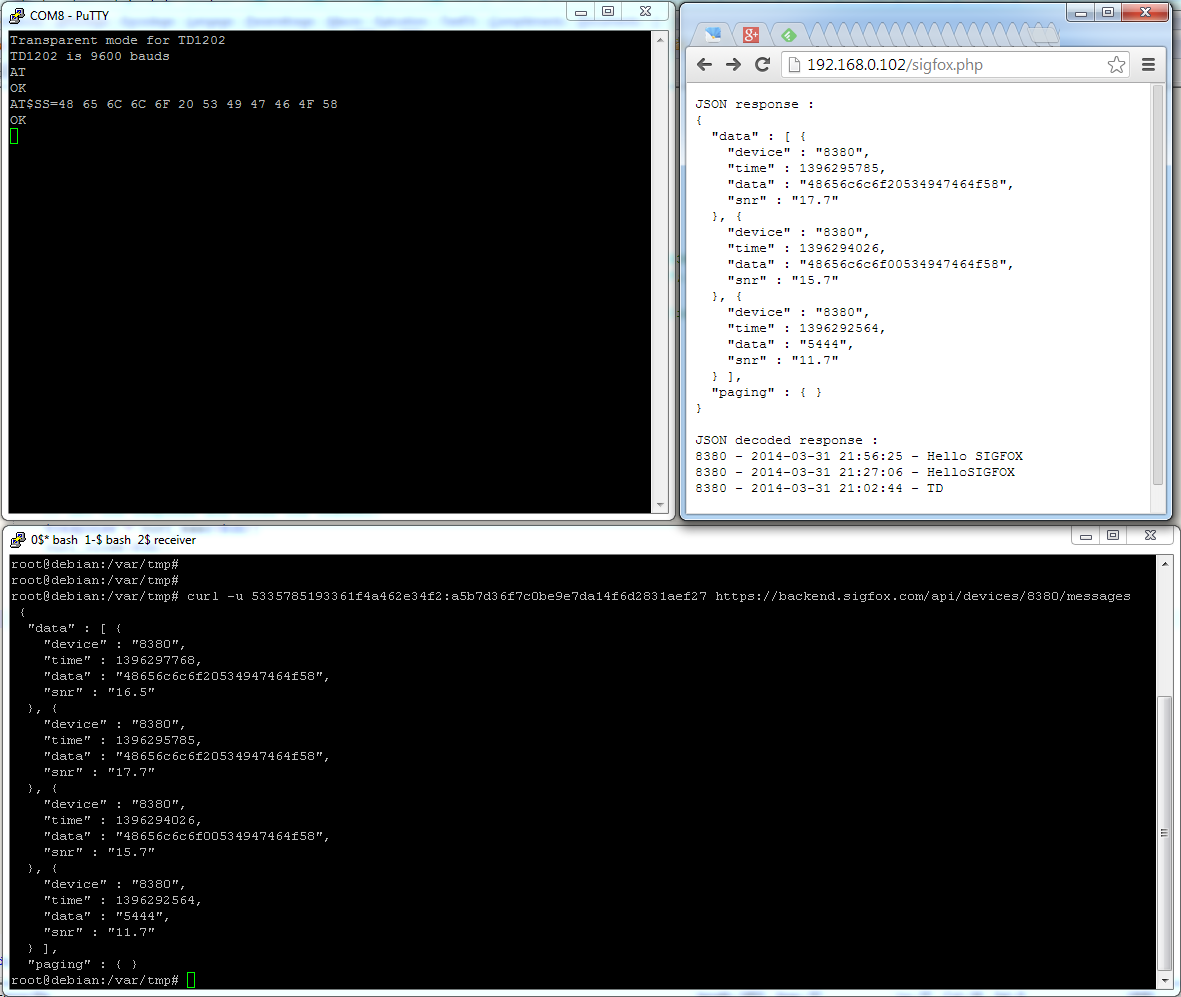 COM8 - PuTTY
Transparent mode for TD1202
TD1202 is 9600 bauds
AT
OK
AT$SS=48 65 6C 6C 6F 20 53 49 47 46 4F 58
OK
192.168.0.102/sigfox.php
JSON response :
{
  "data" : [ {
    "device" : "8380",
    "time" : 1396295785,
    "data" : "48656c6c6f20534947464f58",
    "snr" : "17.7"
  }, {
    "device" : "8380",
    "time" : 1396294026,
    "data" : "48656c6c6f00534947464f58",
    "snr" : "15.7"
  }, {
    "device" : "8380",
    "time" : 1396292564,
    "data" : "5444",
    "snr" : "11.7"
  } ],
  "paging" : { }
}
JSON decoded response :
8380 - 2014-03-31 21:56:25 - Hello SIGFOX
8380 - 2014-03-31 21:27:06 - HelloSIGFOX
8380 - 2014-03-31 21:02:44 - TD
0$* bash  1-$ bash  2$ receiver
root@debian:/var/tmp#
root@debian:/var/tmp#
root@debian:/var/tmp# curl -u 5335785193361f4a462e34f2:a5b7d36f7c0be9e7da14f6d2831aef27 https://backend.sigfox.com/api/devices/8380/messages
{
  "data" : [ {
    "device" : "8380",
    "time" : 1396297768,
    "data" : "48656c6c6f20534947464f58",
    "snr" : "16.5"
  }, {
    "device" : "8380",
    "time" : 1396295785,
    "data" : "48656c6c6f20534947464f58",
    "snr" : "17.7"
  }, {
    "device" : "8380",
    "time" : 1396294026,
    "data" : "48656c6c6f00534947464f58",
    "snr" : "15.7"
  }, {
    "device" : "8380",
    "time" : 1396292564,
    "data" : "5444",
    "snr" : "11.7"
  } ],
  "paging" : { }
root@debian:/var/tmp#